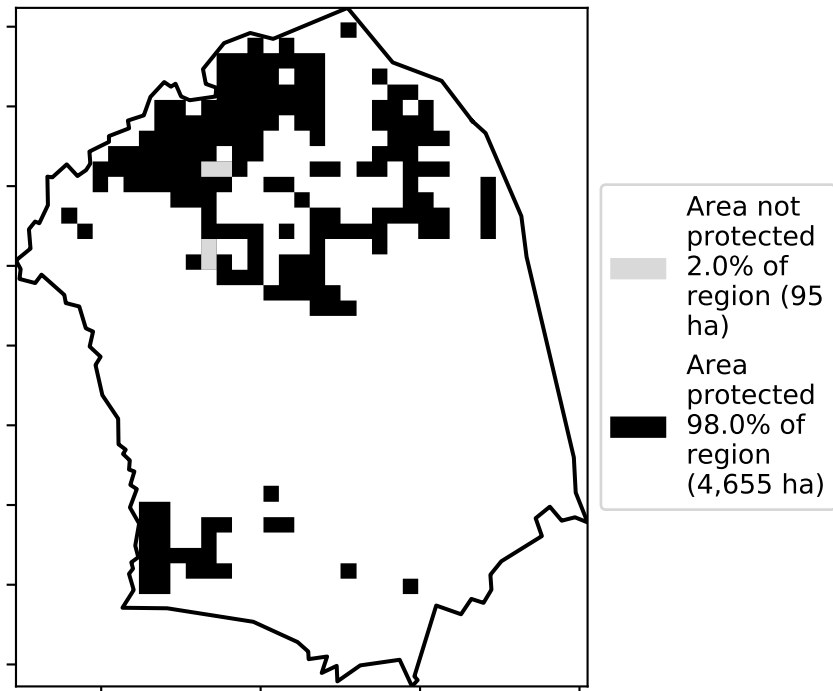 Area not
protected
2.0% of
region (95
ha)
Area
protected
98.0% of
region
(4,655 ha)